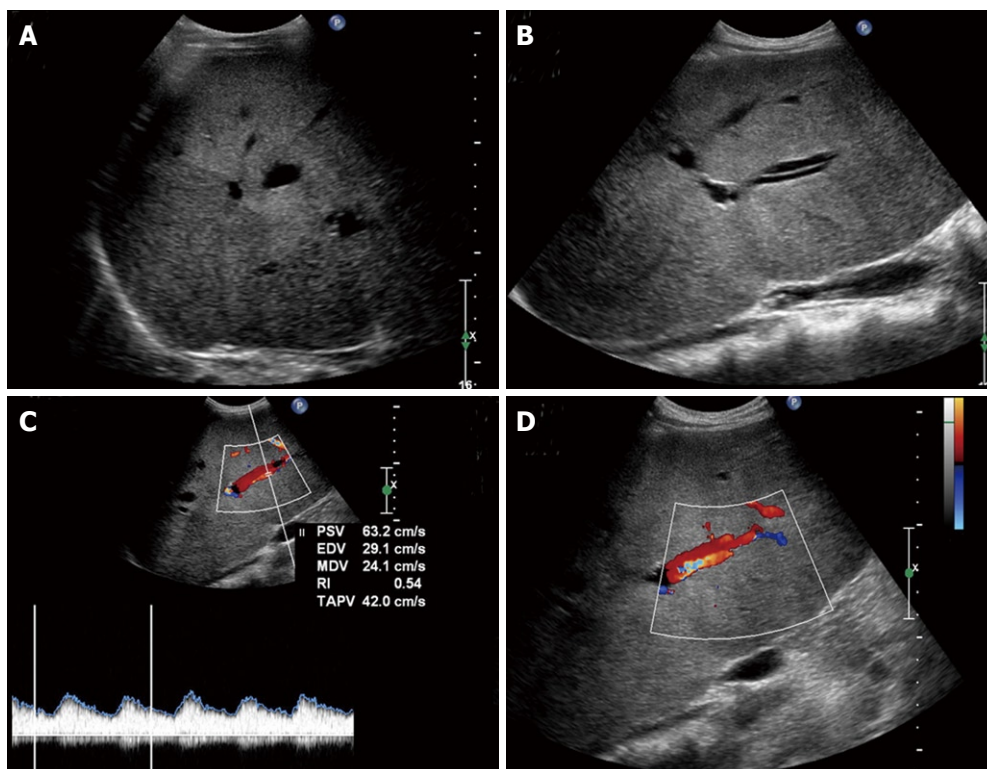 A
P
B
P
16
C
P
X
PSV 63.2 cm/s
EDV 29.1 cm/s
MDV 24.1 cm/s
RI 0.54
TAPV 42.0 cm/s
D
P
X
X